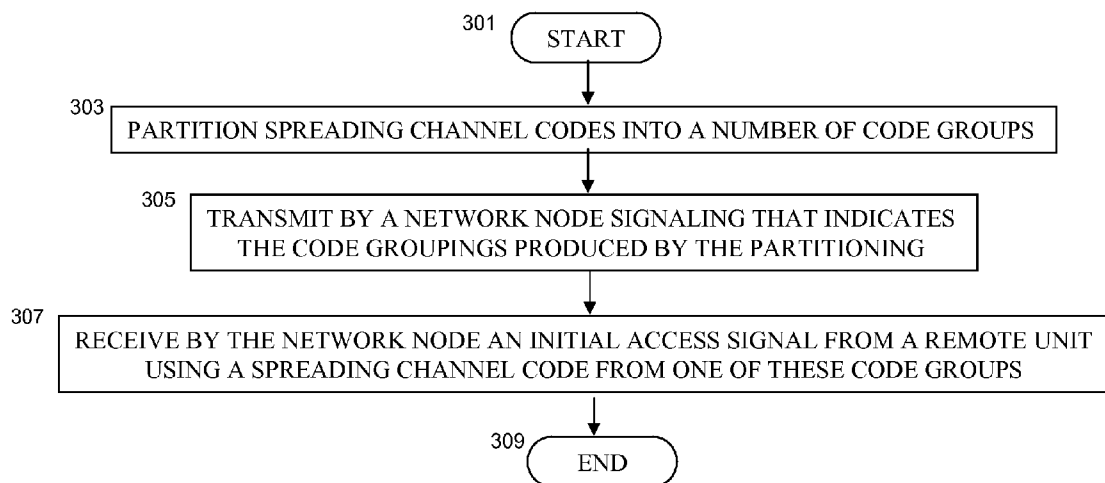 301
START
303
PARTITION SPREADING CHANNEL CODES INTO A NUMBER OF CODE GROUPS
305
TRANSMIT BY A NETWORK NODE SIGNALING THAT INDICATES
THE CODE GROUPINGS PRODUCED BY THE PARTITIONING
307
RECEIVE BY THE NETWORK NODE AN INITIAL ACCESS SIGNAL FROM A REMOTE UNIT
USING A SPREADING CHANNEL CODE FROM ONE OF THESE CODE GROUPS
309
END